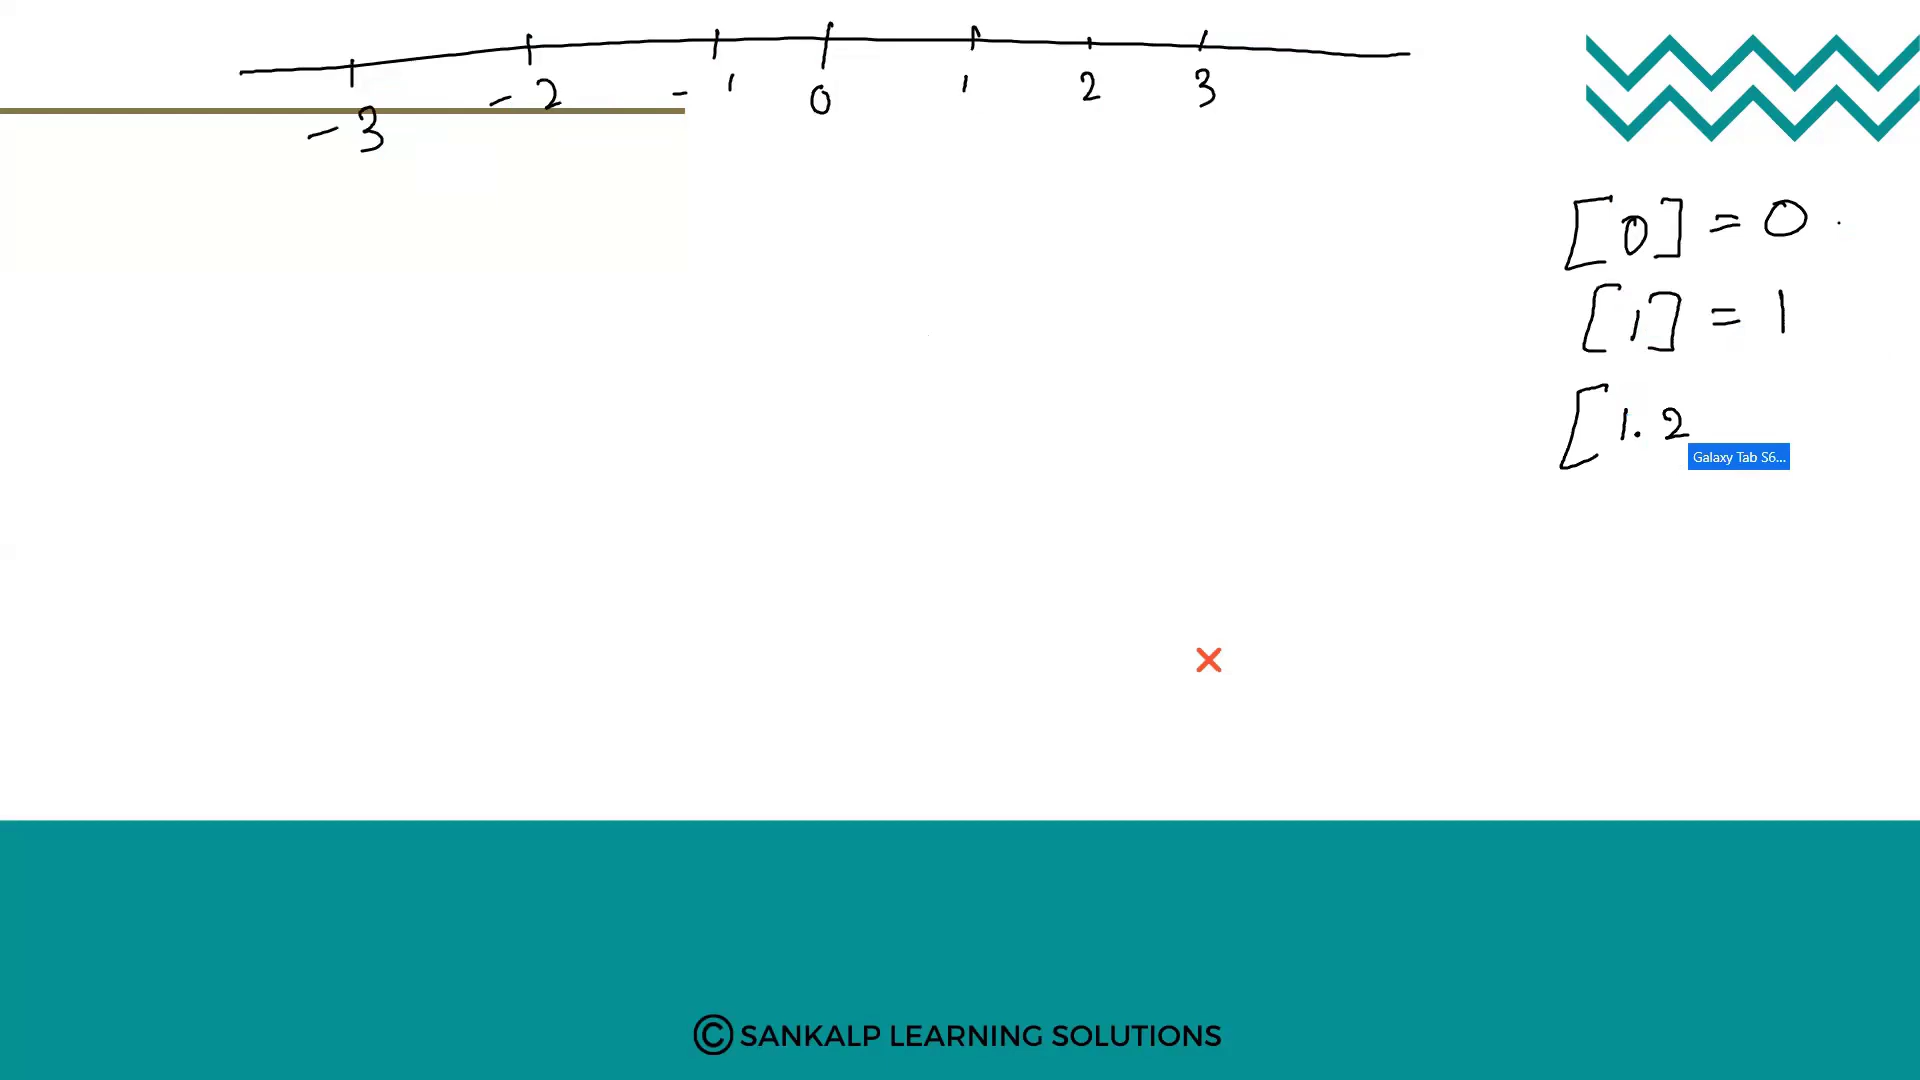 -3 -2 -1 0 1 2 3
[0] = 0
[1] = 1
[1.2
Galaxy Tab S6...
© SANKALP LEARNING SOLUTIONS